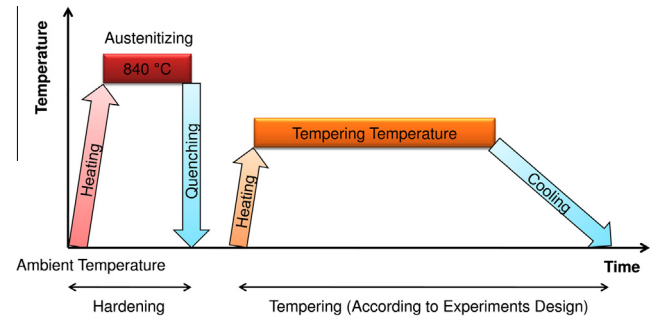 Temperature
Austenitizing
840 °C
Heating
Quenching
Tempering Temperature
Heating
Cooling
Ambient Temperature
Time
Hardening
Tempering (According to Experiments Design)